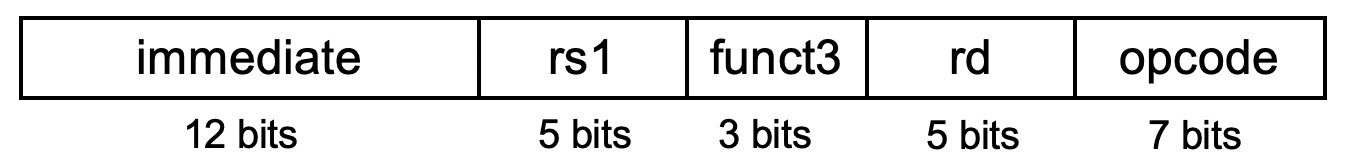 immediate rs1 funct3 rd opcode
12 bits 5 bits 3 bits 5 bits 7 bits